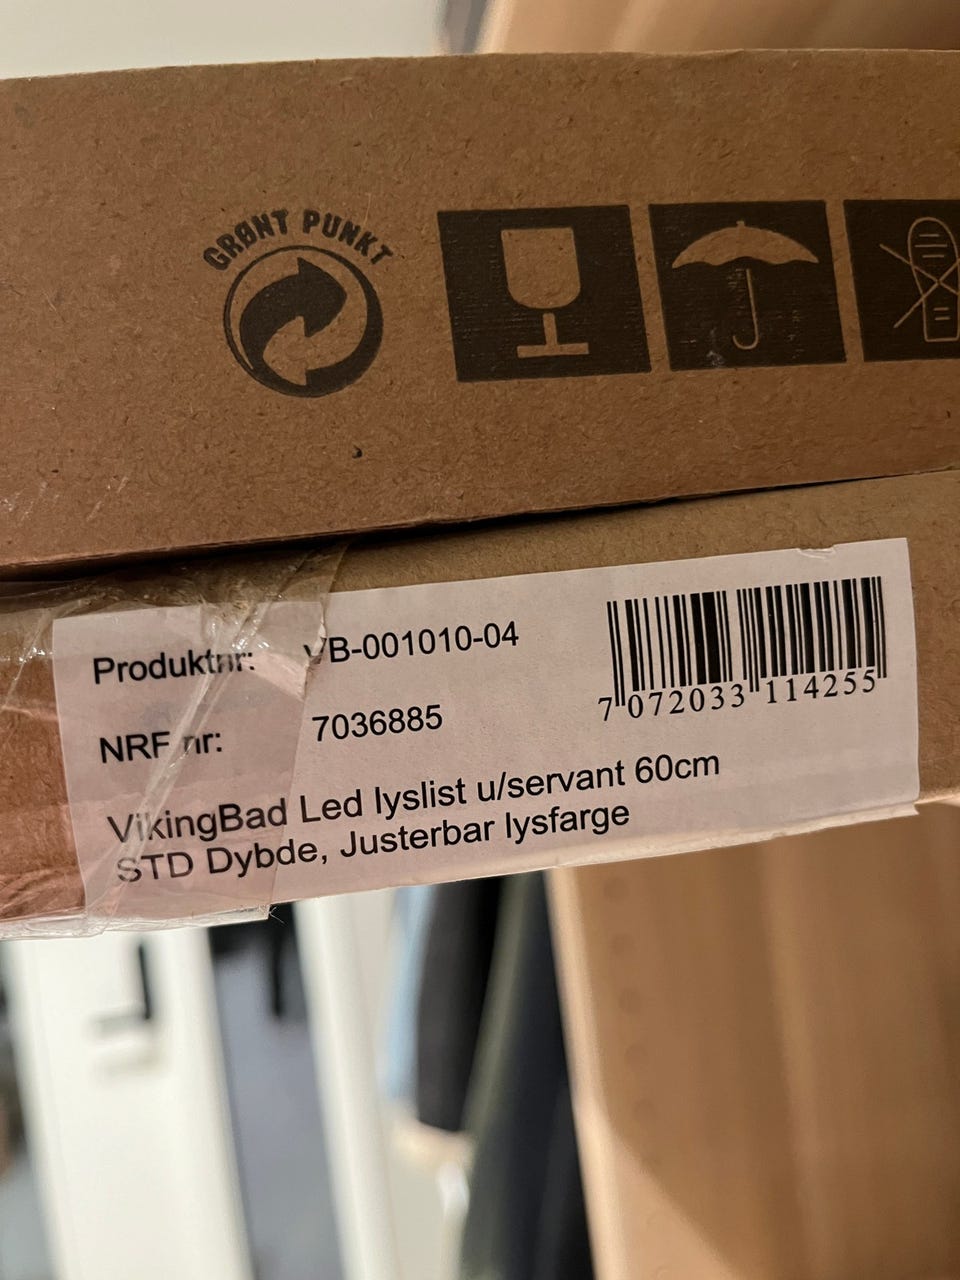 GRØNT PUNKT
Produktnr: VB-001010-04
NRF nr: 7036885
7 072033 114255
VikingBad Led lyslist u/servant 60cm
STD Dybde, Justerbar lysfarge